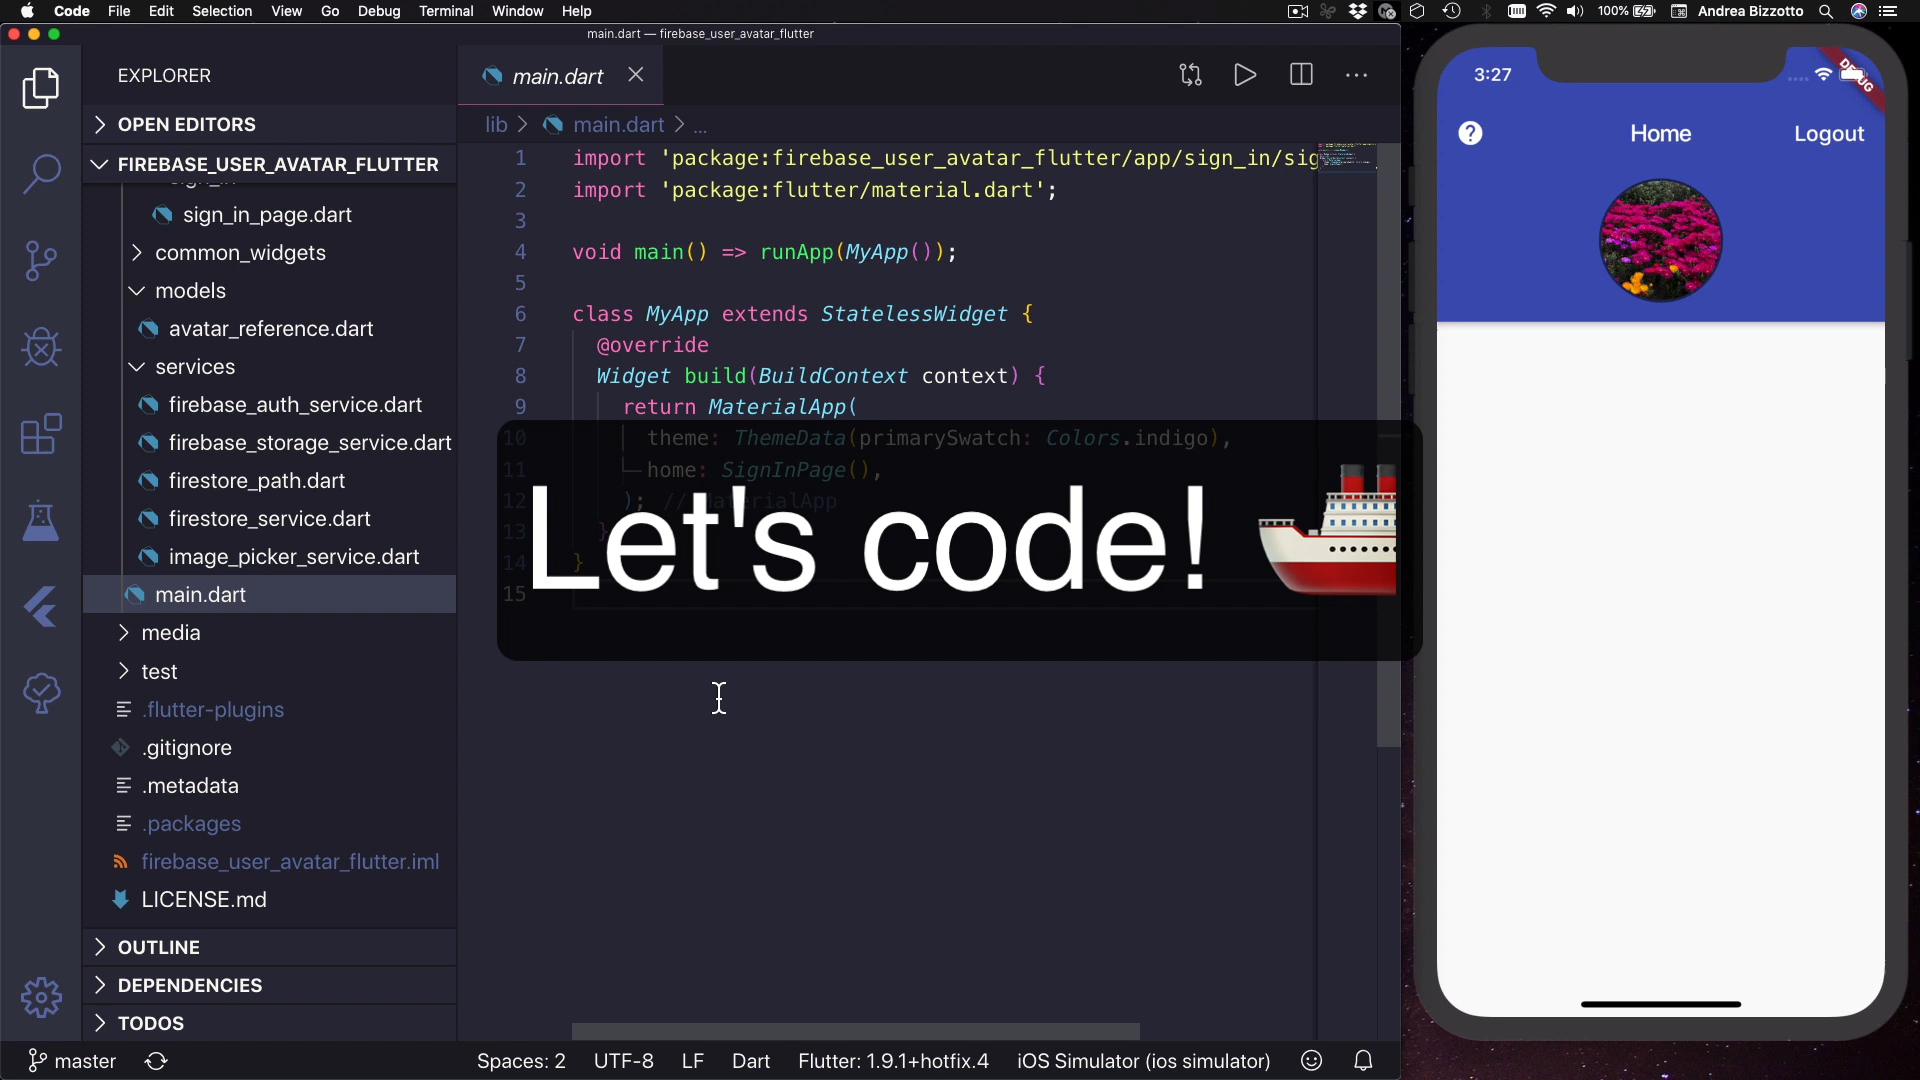 Code File Edit Selection View Go Debug Terminal Window Help
100% Andrea Bizzotto
main.dart — firebase_user_avatar_flutter
EXPLORER
OPEN EDITORS
FIREBASE_USER_AVATAR_FLUTTER
sign_in_page.dart
common_widgets
models
avatar_reference.dart
services
firebase_auth_service.dart
firebase_storage_service.dart
firestore_path.dart
firestore_service.dart
image_picker_service.dart
main.dart
media
test
.flutter-plugins
.gitignore
.metadata
.packages
firebase_user_avatar_flutter.iml
LICENSE.md
OUTLINE
DEPENDENCIES
TODOS
main.dart
lib > main.dart > ...
1 import 'package:firebase_user_avatar_flutter/app/sign_in/sig
2 import 'package:flutter/material.dart';
3
4 void main() => runApp(MyApp());
5
6 class MyApp extends StatelessWidget {
7 @override
8 Widget build(BuildContext context) {
9 return MaterialApp(
10 theme: ThemeData(primarySwatch: Colors.indigo),
11 home: SignInPage(),
12 ); // MaterialApp
13 }
14 }
15
Let's code!
3:27
DEBUG
Home
Logout
master
Spaces: 2 UTF-8 LF Dart Flutter: 1.9.1+hotfix.4 iOS Simulator (ios simulator)